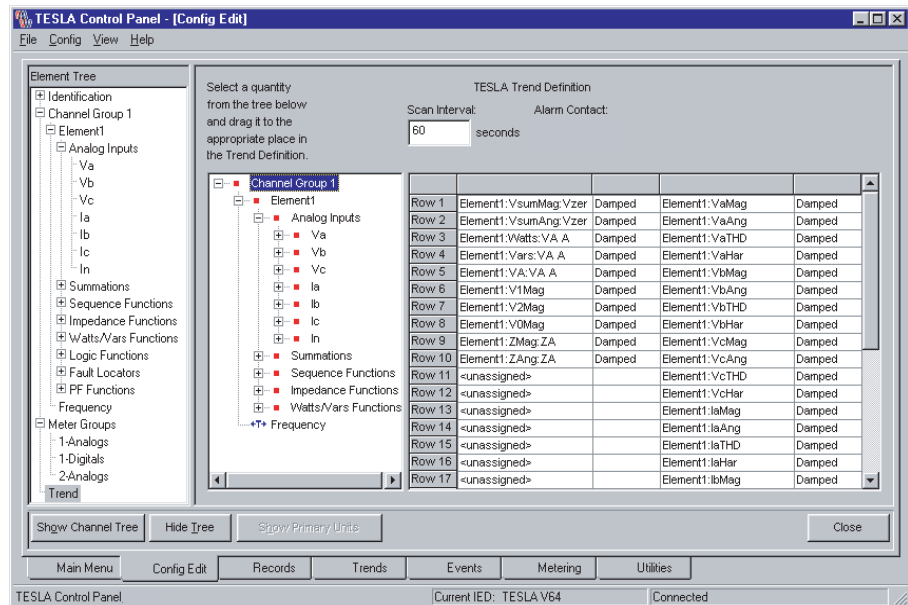 TESLA Control Panel - [Config Edit]
File Config View Help
Element Tree
Identification
Channel Group 1
Element1
Analog Inputs
Va
Vb
Vc
Ia
Ib
Ic
In
Summations
Sequence Functions
Impedance Functions
Watts/Vars Functions
Logic Functions
Fault Locators
PF Functions
Frequency
Meter Groups
1-Analogs
1-Digitals
2-Analogs
Trend
Select a quantity
from the tree below
and drag it to the
appropriate place in
the Trend Definition.
TESLA Trend Definition
Scan Interval: Alarm Contact:
60 seconds
Channel Group 1
Element1
Analog Inputs
Va
Vb
Vc
Ia
Ib
Ic
In
Summations
Sequence Functions
Impedance Functions
Watts/Vars Functions
Frequency
Row 1 Element1:VsumMag:Vzer Damped Element1:VaMag Damped
Row 2 Element1:VsumAng:Vzer Damped Element1:VaAng Damped
Row 3 Element1:Watts:VA A Damped Element1:VaTHD Damped
Row 4 Element1:Vars:VA A Damped Element1:VaHar Damped
Row 5 Element1:VA:VA A Damped Element1:VbMag Damped
Row 6 Element1:V1Mag Damped Element1:VbAng Damped
Row 7 Element1:V2Mag Damped Element1:VbTHD Damped
Row 8 Element1:V0Mag Damped Element1:VbHar Damped
Row 9 Element1:ZMag:ZA Damped Element1:VcMag Damped
Row 10 Element1:ZAng:ZA Damped Element1:VcAng Damped
Row 11 <unassigned> Element1:VcTHD Damped
Row 12 <unassigned> Element1:VcHar Damped
Row 13 <unassigned> Element1:IaMag Damped
Row 14 <unassigned> Element1:IaAng Damped
Row 15 <unassigned> Element1:IaTHD Damped
Row 16 <unassigned> Element1:IaHar Damped
Row 17 <unassigned> Element1:IbMag Damped
Show Channel Tree Hide Tree Show Primary Units Close
Main Menu Config Edit Records Trends Events Metering Utilities
TESLA Control Panel Current IED: TESLA V64 Connected